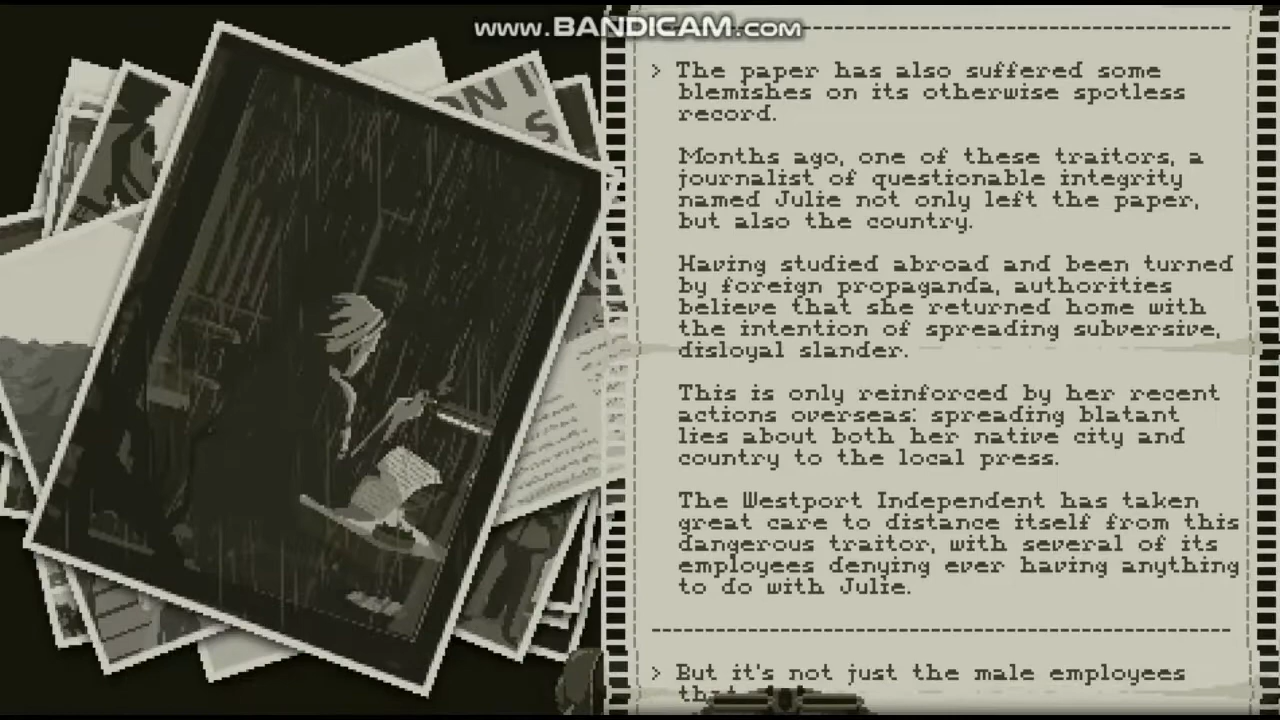 www.BANDICAM.com
ON I
S
> The paper has also suffered some
blemishes on its otherwise spotless
record.
Months ago, one of these traitors, a
journalist of questionable integrity
named Julie not only left the paper,
but also the country.
Having studied abroad and been turned
by foreign propaganda, authorities
believe that she returned home with
the intention of spreading subversive,
disloyal slander.
This is only reinforced by her recent
actions overseas: spreading blatant
lies about both her native city and
country to the local press.
The Westport Independent has taken
great care to distance itself from this
dangerous traitor, with several of its
employees denying ever having anything
to do with Julie.
> But it's not just the male employees